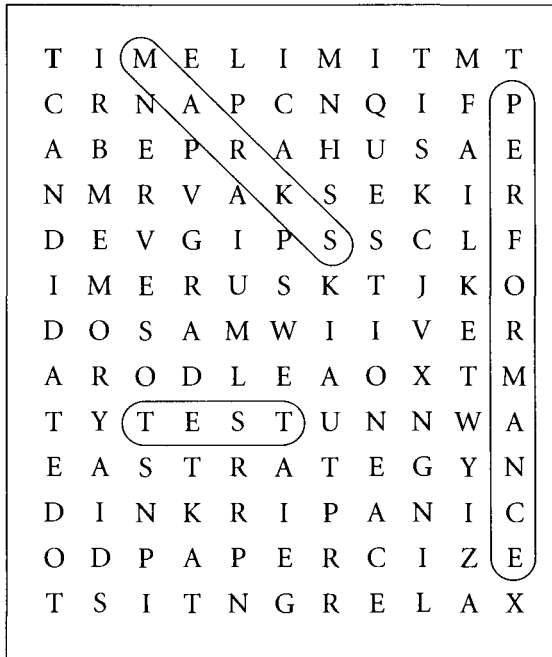 T I M E L I M I T M T
C R N A P C N Q I F P
A B E P R A H U S A E
N M R V A K S E K I R
D E V G I P S S C L F
I M E R U S K T J K O
D O S A M W I I V E R
A R O D L E A O X T M
T Y T E S T U N N W A
E A S T R A T E G Y N
D I N K R I P A N I C
O D P A P E R C I Z E
T S I T N G R E L A X